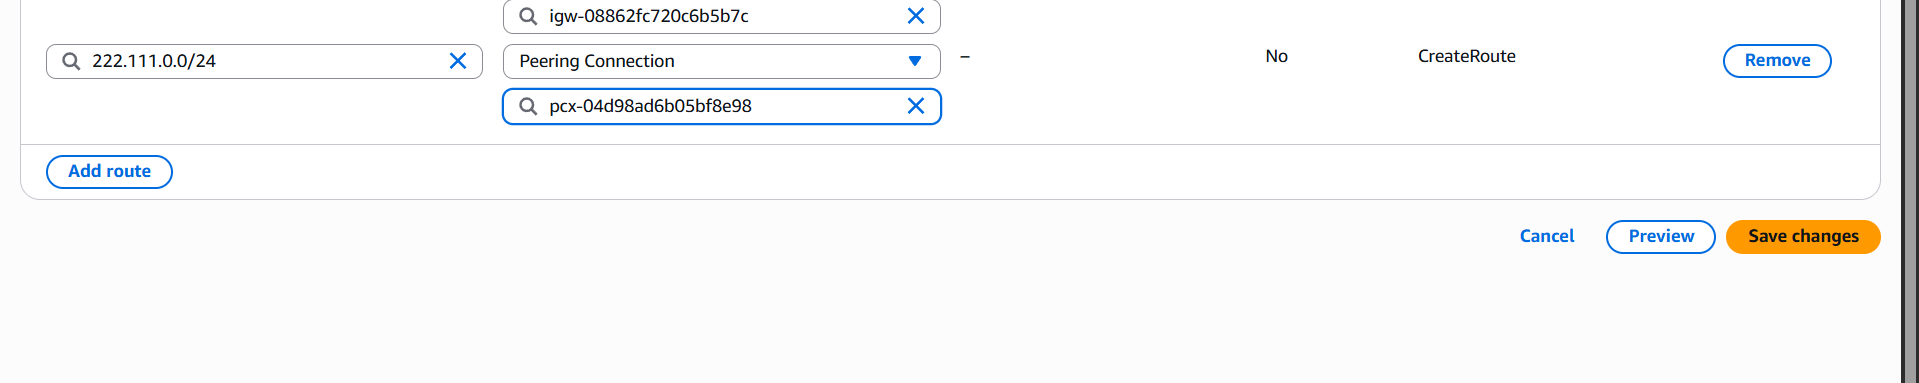 igw-08862fc720c6b5b7c
222.111.0.0/24
Peering Connection
–
No
CreateRoute
Remove
pcx-04d98ad6b05bf8e98
Add route
Cancel
Preview
Save changes